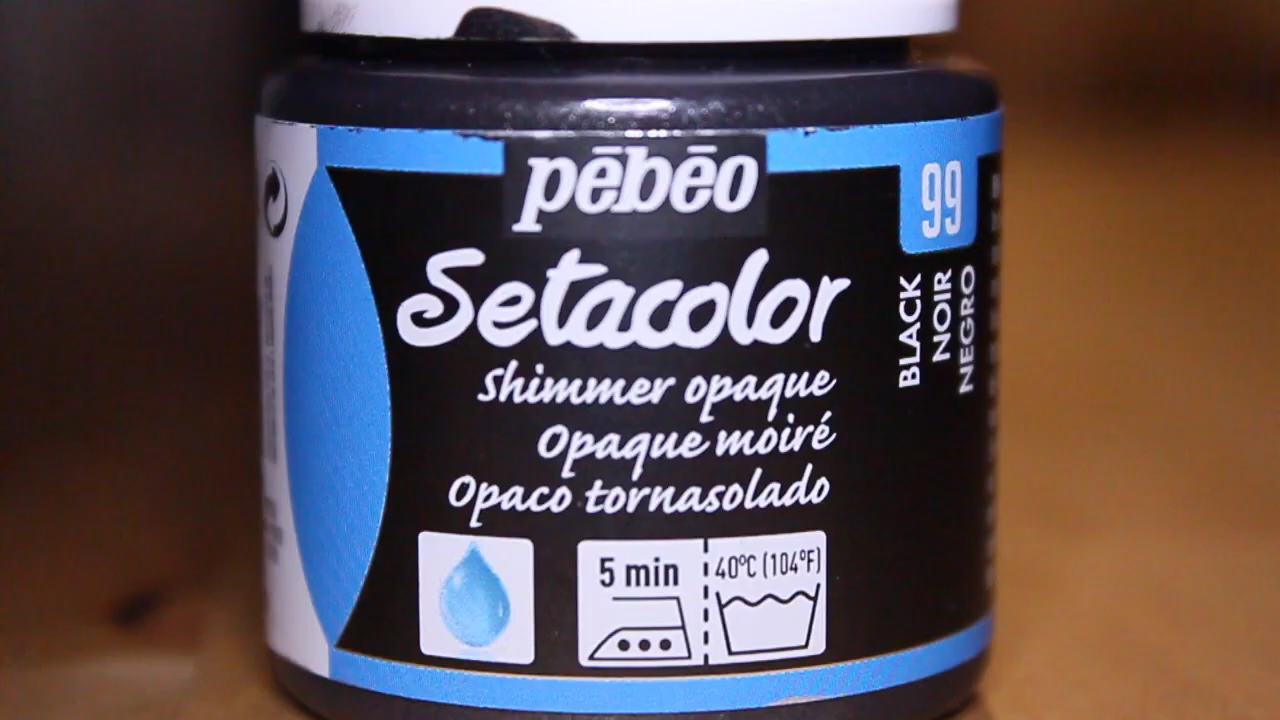 pēbēo
99
Setacolor
BLACK
NOIR
NEGRO
shimmer opaque
Opaque moiré
Opaco tornasolado
5 min
40°C (104°F)